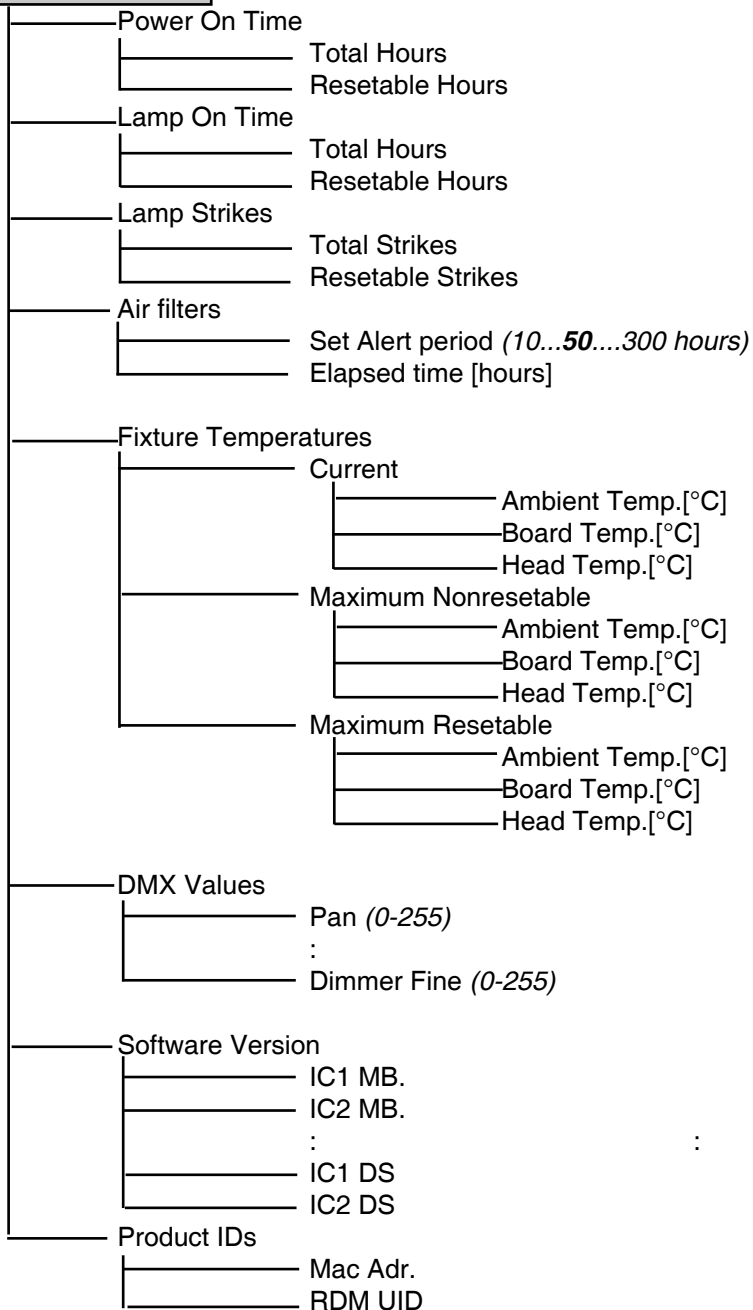 Power On Time
Total Hours
Resetable Hours
Lamp On Time
Total Hours
Resetable Hours
Lamp Strikes
Total Strikes
Resetable Strikes
Air filters
Set Alert period (10...50....300 hours)
Elapsed time [hours]
Fixture Temperatures
Current
Ambient Temp.[°C]
Board Temp.[°C]
Head Temp.[°C]
Maximum Nonresetable
Ambient Temp.[°C]
Board Temp.[°C]
Head Temp.[°C]
Maximum Resetable
Ambient Temp.[°C]
Board Temp.[°C]
Head Temp.[°C]
DMX Values
Pan (0-255)
:
Dimmer Fine (0-255)
Software Version
IC1 MB.
IC2 MB.
: :
IC1 DS
IC2 DS
Product IDs
Mac Adr.
RDM UID